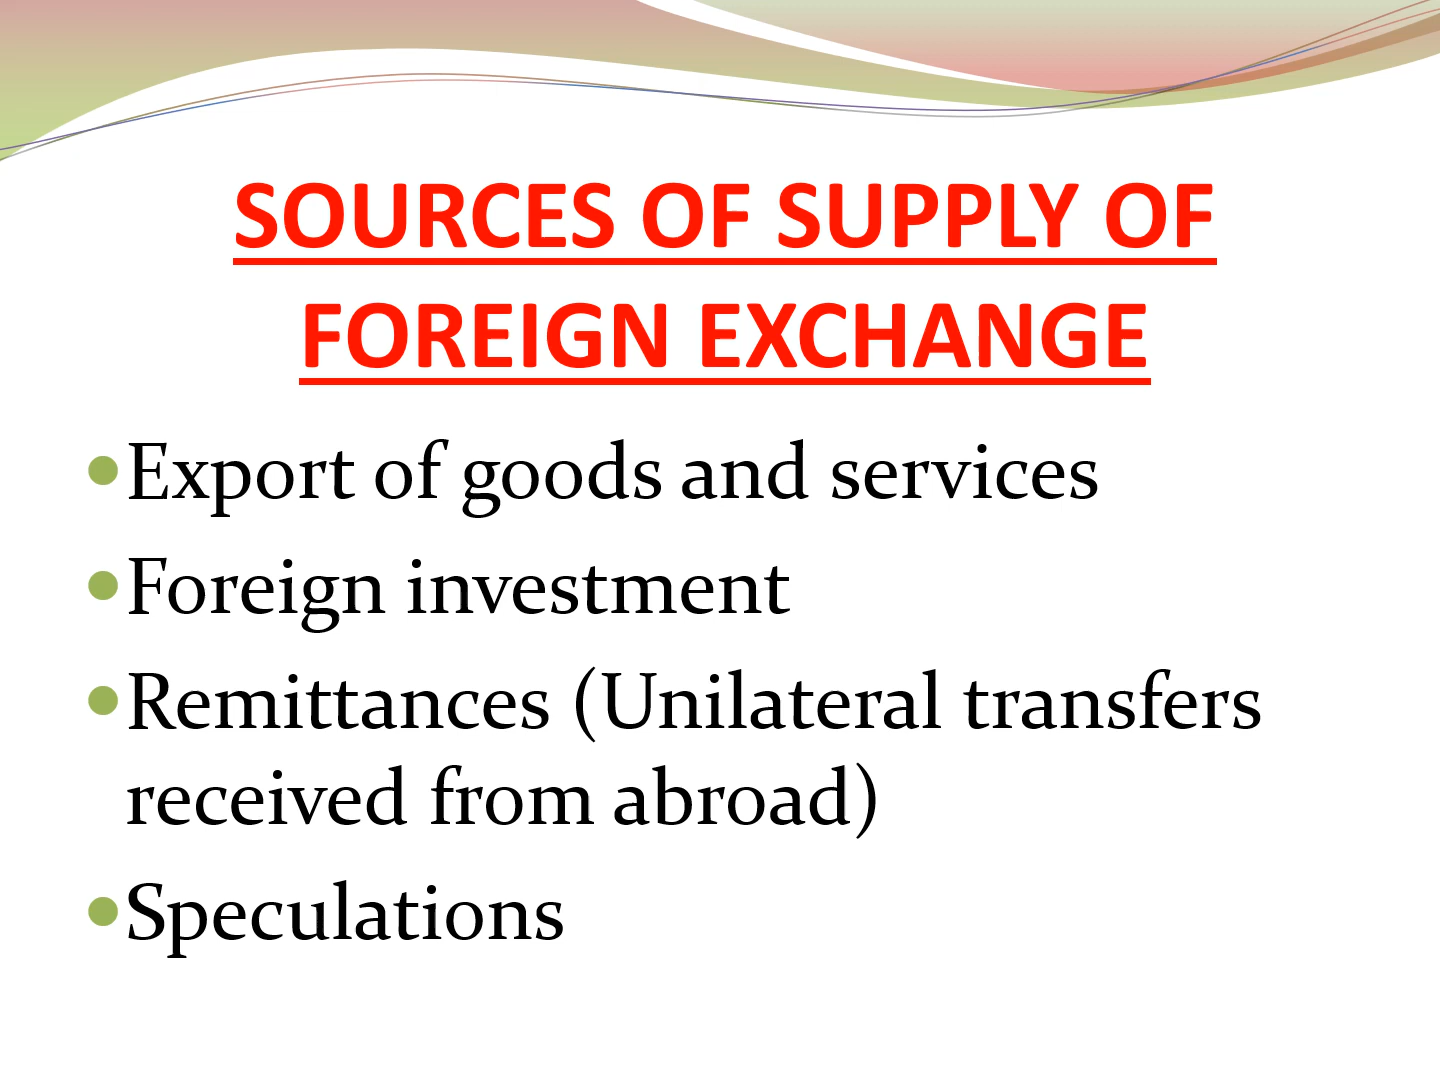 SOURCES OF SUPPLY OF
FOREIGN EXCHANGE
•Export of goods and services
•Foreign investment
•Remittances (Unilateral transfers
received from abroad)
•Speculations